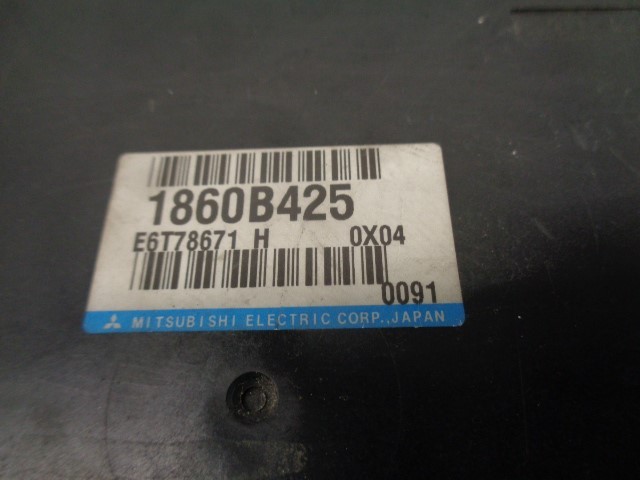 1860B425
E6T78671 H 0X04
0091
MITSUBISHI ELECTRIC CORP.,JAPAN